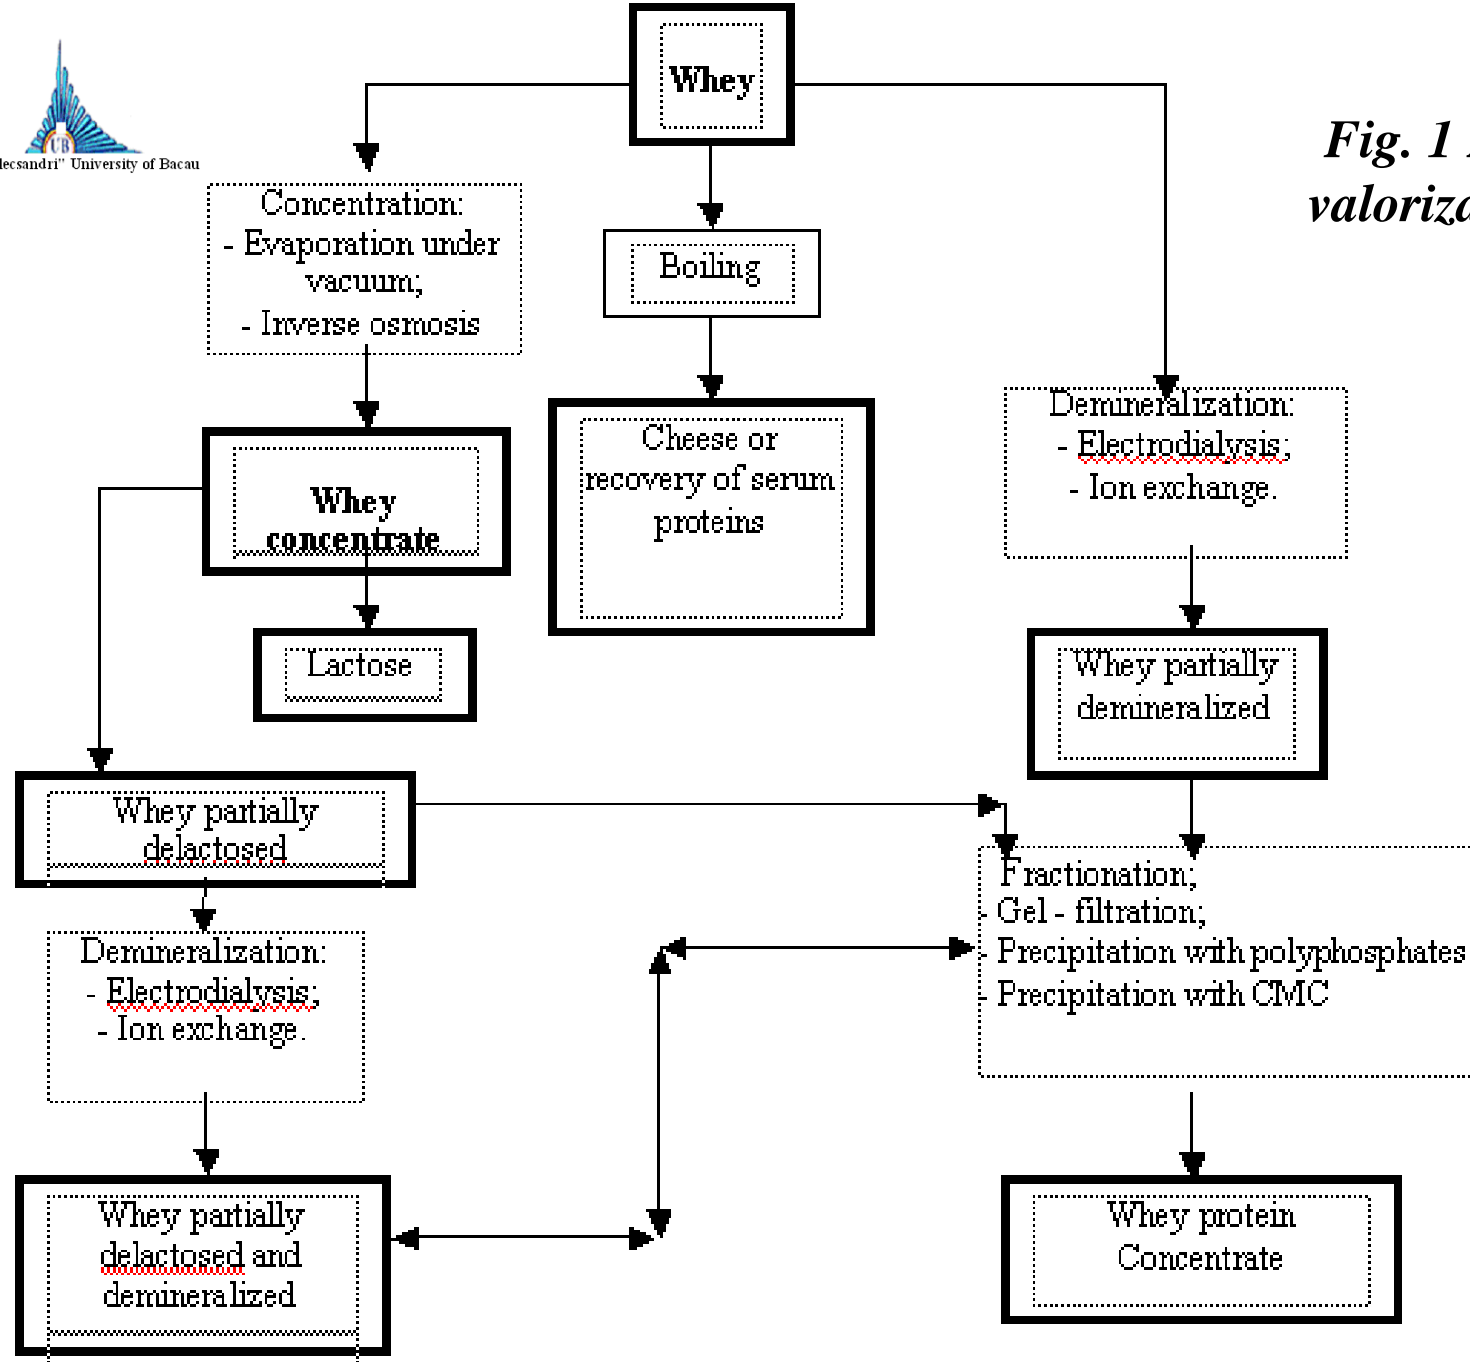 Whey
UB
University of Bacau
Fig. 1
Concentration:
- Evaporation under
vacuum;
- Inverse osmosis
Boiling
Demineralization:
- Electrodialysis;
- Ion exchange.
Cheese or
recovery of serum
proteins
Whey
concentrate
Lactose
Whey partially
demineralized
Whey partially
delactosed
Fractionation;
- Gel - filtration;
- Precipitation with polyphosphates
- Precipitation with CMC
Demineralization:
- Electrodialysis;
- Ion exchange.
Whey partially
delactosed and
demineralized
Whey protein
Concentrate